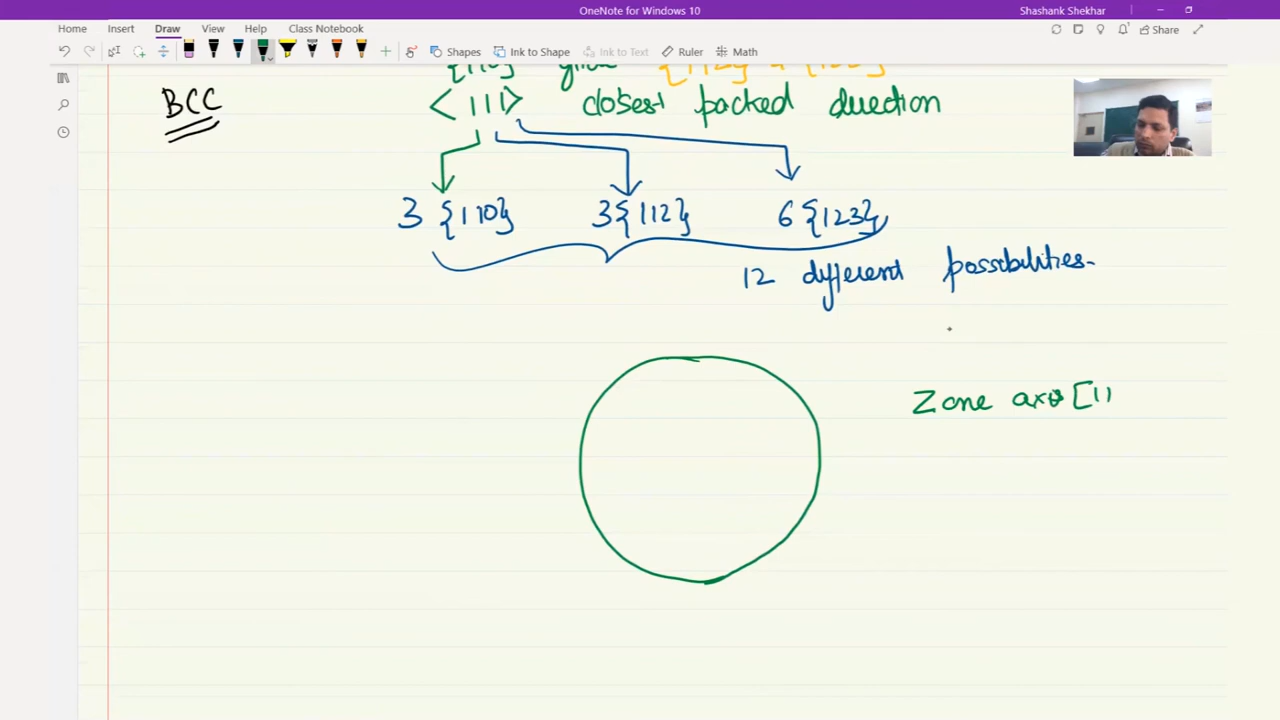 OneNote for Windows 10
Shashank Shekhar
Home Insert Draw View Help Class Notebook
Share
Shapes Ink to Shape Ink to Text Ruler Math
BCC
<111> closest packed direction
3 {110} 3{112} 6{123}
12 different possibilities-
Zone axis [11